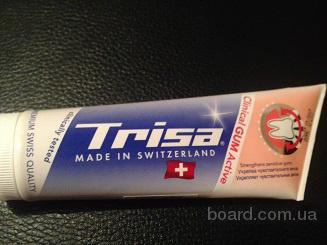 PREMIUM SWISS QUALITY
clinically tested
Trisa®
MADE IN SWITZERLAND
Clinical GUM Active
Strengthens sensitive gum
board.com.ua